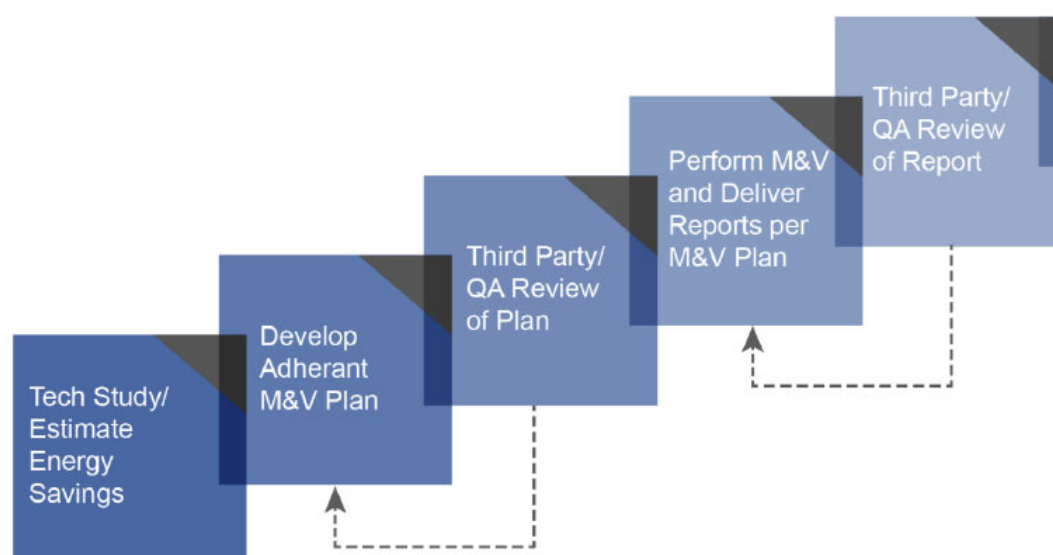 Tech Study/
Estimate
Energy
Savings
Develop
Adherant
M&V Plan
Third Party/
QA Review
of Plan
Perform M&V
and Deliver
Reports per
M&V Plan
Third Party/
QA Review
of Report